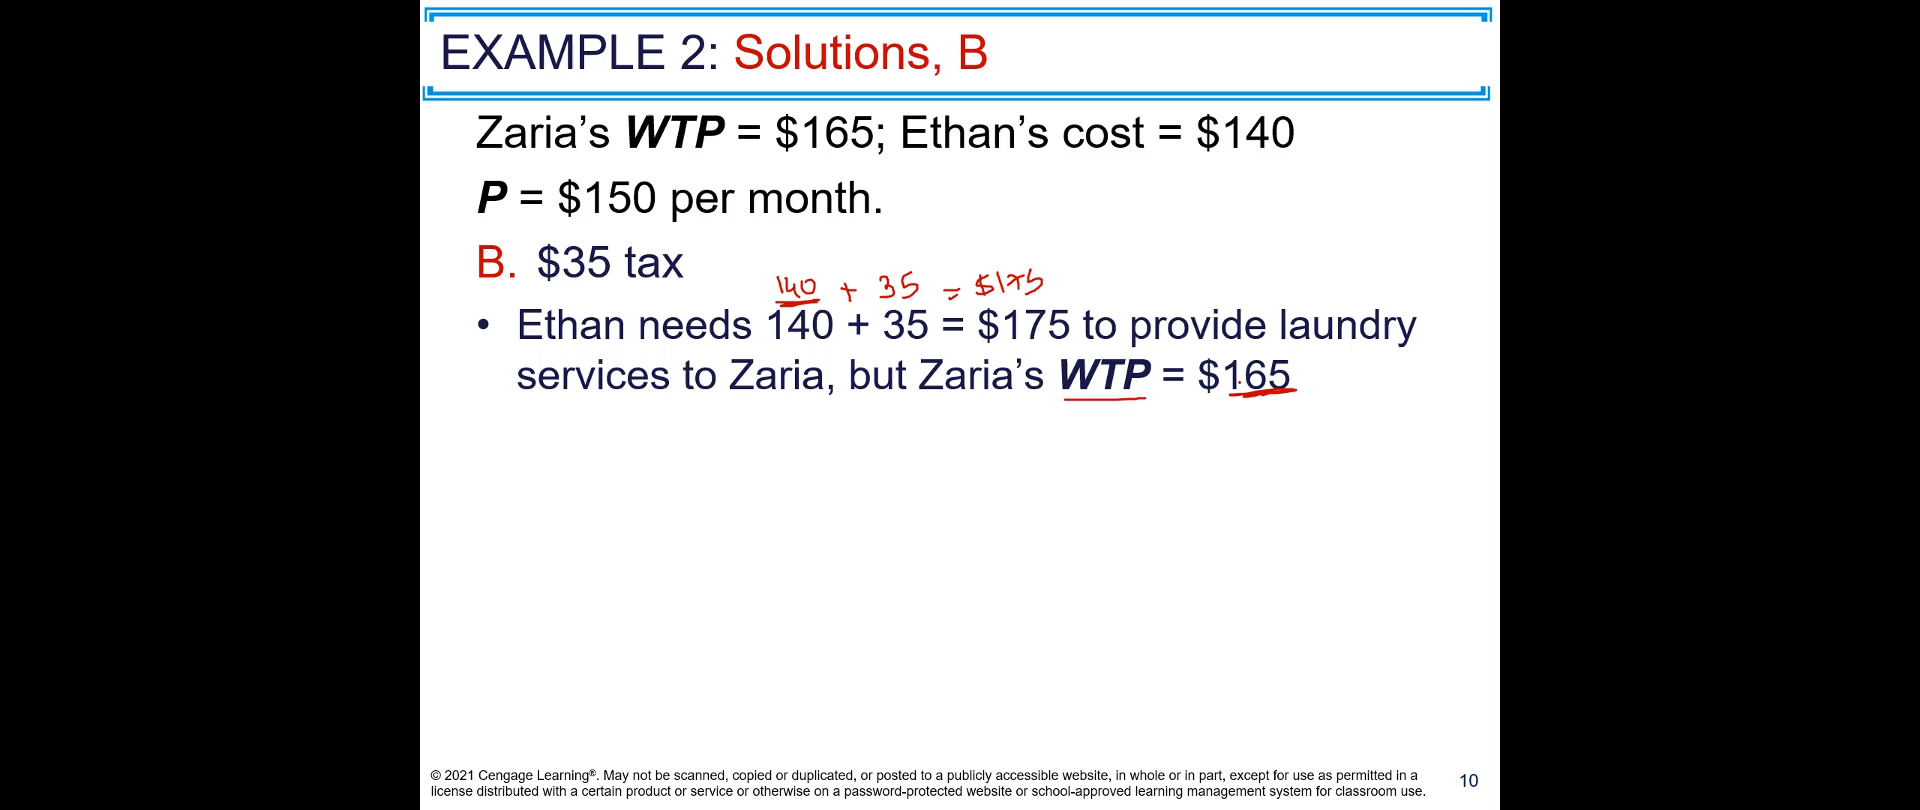 EXAMPLE 2: Solutions, B
Zaria’s WTP = $165; Ethan’s cost = $140
P = $150 per month.
B. $35 tax
140 + 35 = $175
• Ethan needs 140 + 35 = $175 to provide laundry
services to Zaria, but Zaria’s WTP = $165
© 2021 Cengage Learning®. May not be scanned, copied or duplicated, or posted to a publicly accessible website, in whole or in part, except for use as permitted in a
license distributed with a certain product or service or otherwise on a password-protected website or school-approved learning management system for classroom use.
10